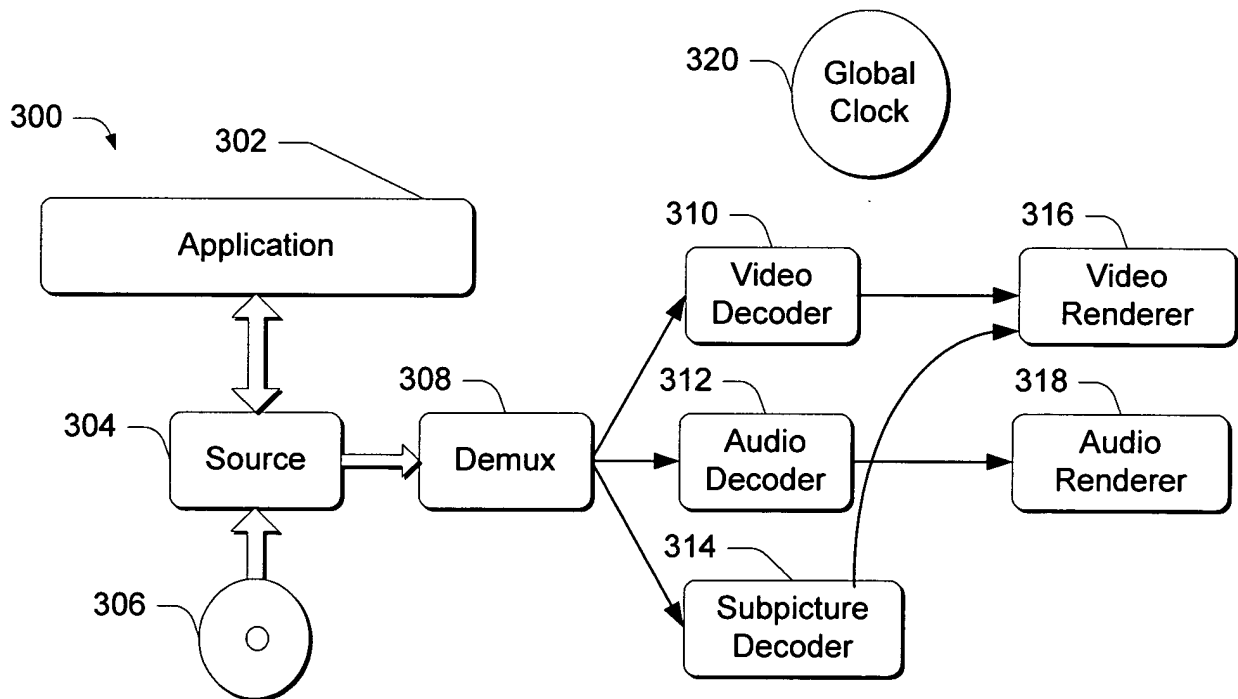 320
Global
Clock
300
302
Application
310
Video
Decoder
316
Video
Renderer
304
Source
308
Demux
312
Audio
Decoder
318
Audio
Renderer
306
314
Subpicture
Decoder